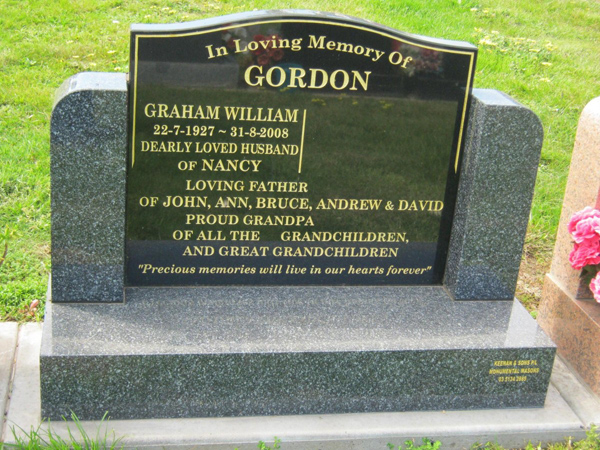 In Loving Memory Of
GORDON
GRAHAM WILLIAM
22-7-1927 ~ 31-8-2008
DEARLY LOVED HUSBAND
OF NANCY
LOVING FATHER
OF JOHN, ANN, BRUCE, ANDREW & DAVID
PROUD GRANDPA
OF ALL THE GRANDCHILDREN,
AND GREAT GRANDCHILDREN
"Precious memories will live in our hearts forever"
& SONS P/L
MONUMENTAL MASONS